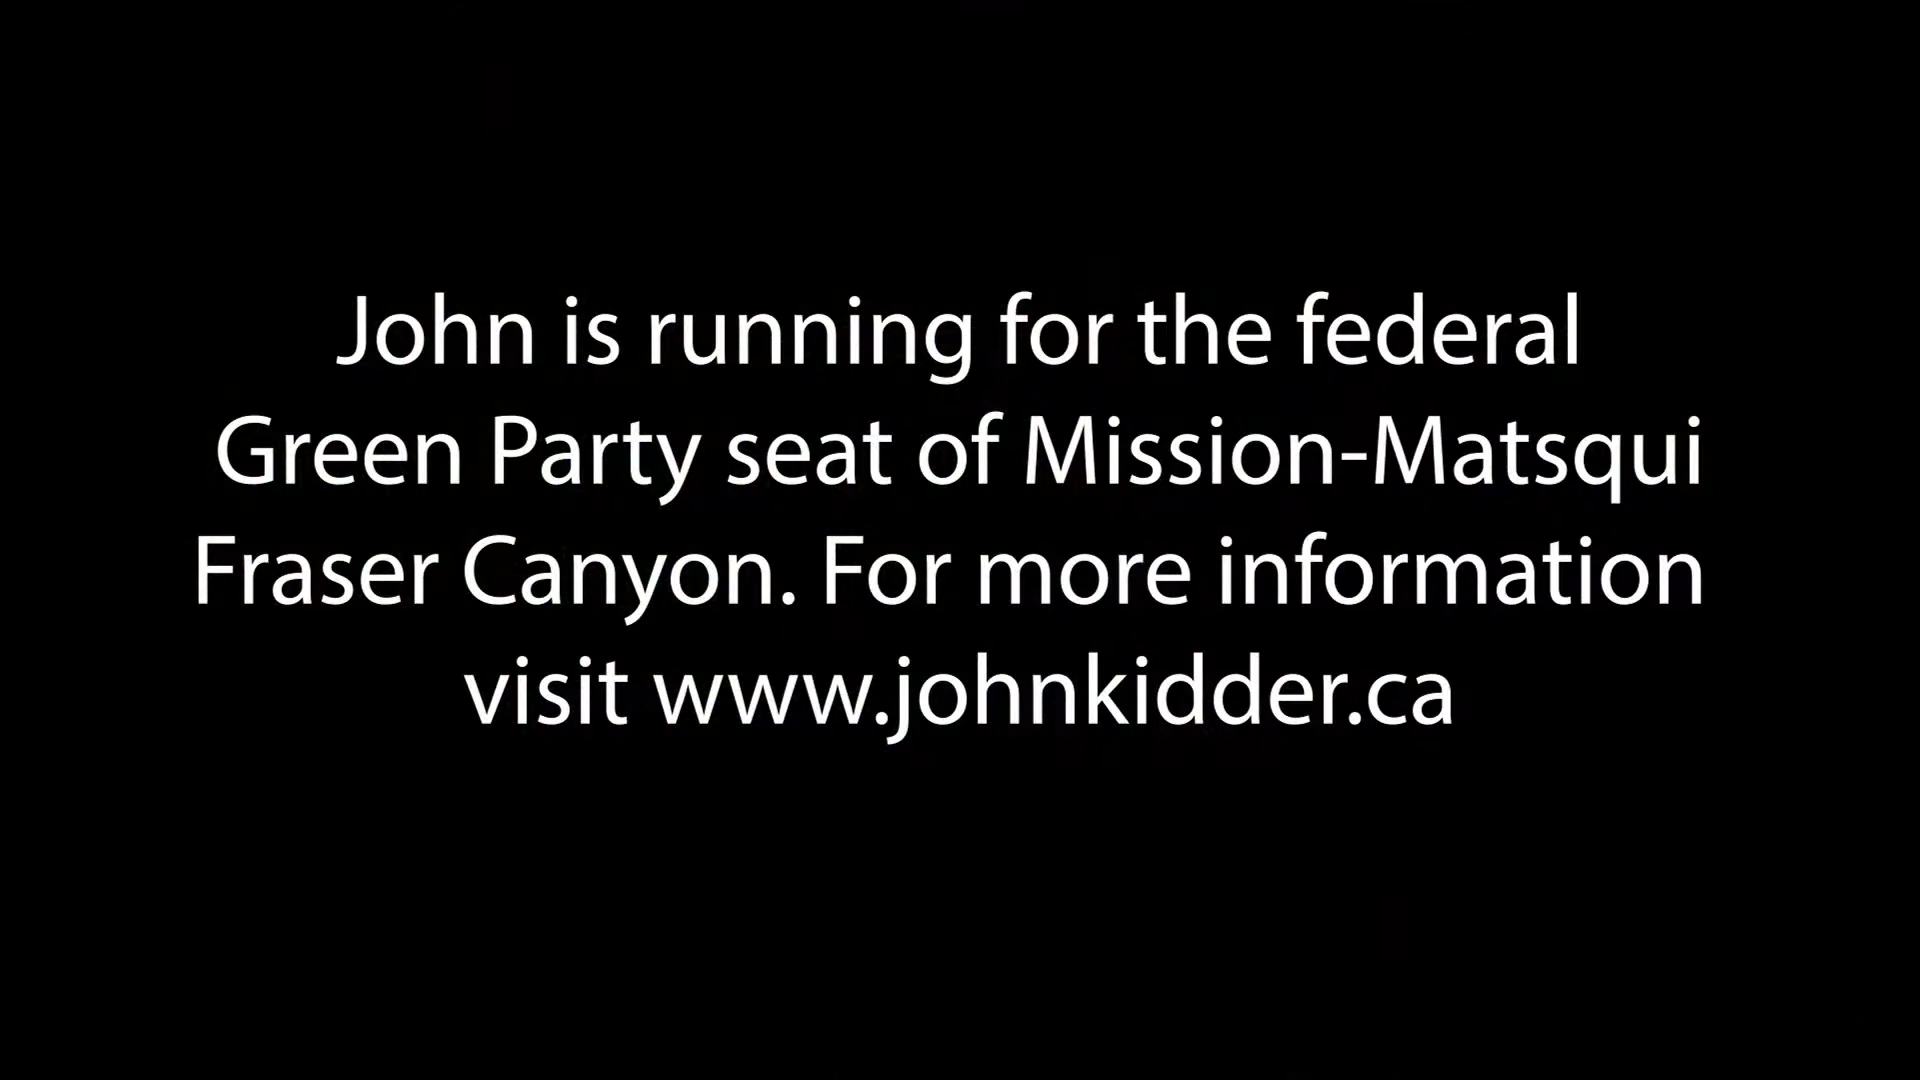 John is running for the federal
Green Party seat of Mission-Matsqui
Fraser Canyon. For more information
visit www.johnkidder.ca